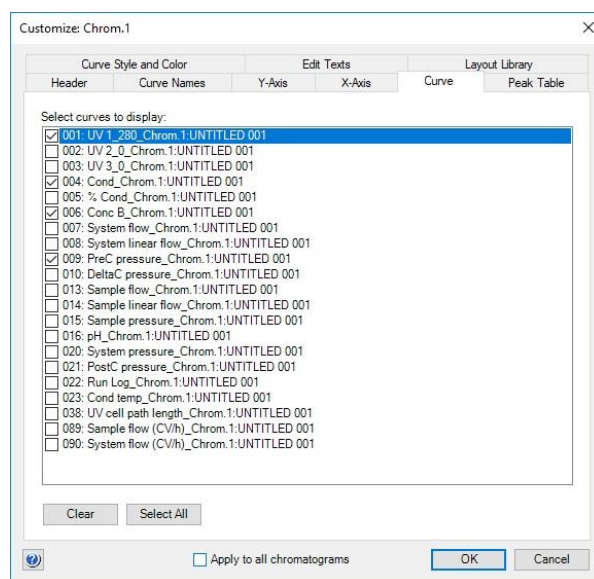 Customize: Chrom.1
Curve Style and Color Edit Texts Layout Library
Header Curve Names Y-Axis X-Axis Curve Peak Table
Select curves to display:
001: UV 1_280_Chrom.1:UNTITLED 001
002: UV 2_0_Chrom.1:UNTITLED 001
003: UV 3_0_Chrom.1:UNTITLED 001
004: Cond_Chrom.1:UNTITLED 001
005: % Cond_Chrom.1:UNTITLED 001
006: Conc B_Chrom.1:UNTITLED 001
007: System flow_Chrom.1:UNTITLED 001
008: System linear flow_Chrom.1:UNTITLED 001
009: PreC pressure_Chrom.1:UNTITLED 001
010: DeltaC pressure_Chrom.1:UNTITLED 001
013: Sample flow_Chrom.1:UNTITLED 001
014: Sample linear flow_Chrom.1:UNTITLED 001
015: Sample pressure_Chrom.1:UNTITLED 001
016: pH_Chrom.1:UNTITLED 001
020: System pressure_Chrom.1:UNTITLED 001
021: PostC pressure_Chrom.1:UNTITLED 001
022: Run Log_Chrom.1:UNTITLED 001
023: Cond temp_Chrom.1:UNTITLED 001
038: UV cell path length_Chrom.1:UNTITLED 001
089: Sample flow (CV/h)_Chrom.1:UNTITLED 001
090: System flow (CV/h)_Chrom.1:UNTITLED 001
Clear Select All
? Apply to all chromatograms OK Cancel